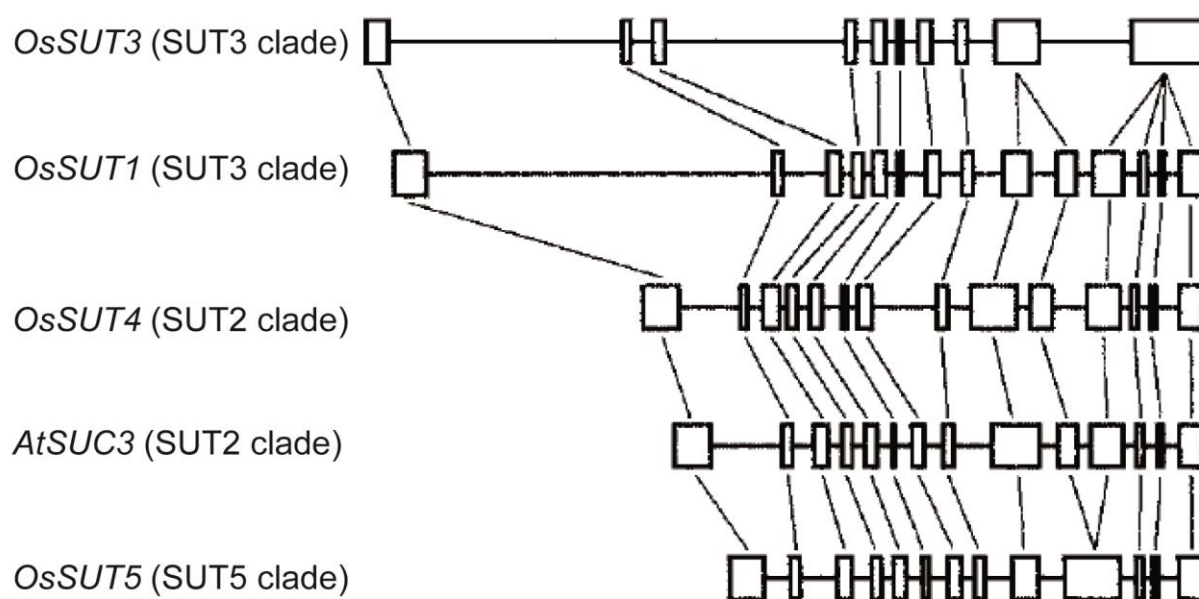 OsSUT3 (SUT3 clade)
OsSUT1 (SUT3 clade)
OsSUT4 (SUT2 clade)
AtSUC3 (SUT2 clade)
OsSUT5 (SUT5 clade)